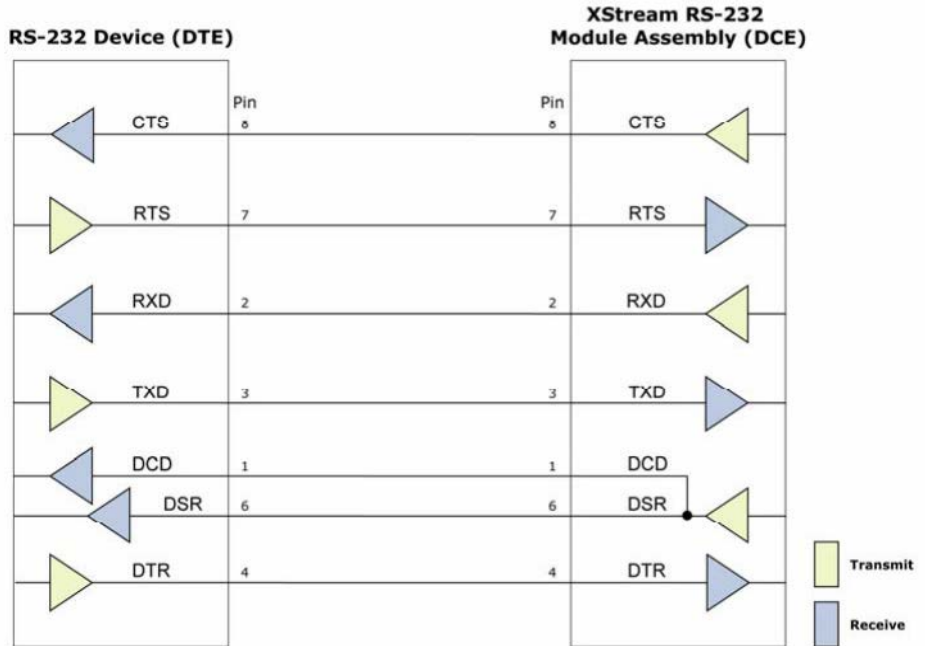 XStream RS-232
RS-232 Device (DTE) Module Assembly (DCE)
Pin Pin
CTS 8 8 CTS
RTS 7 7 RTS
RXD 2 2 RXD
TXD 3 3 TXD
DCD 1 1 DCD
DSR 6 6 DSR
DTR 4 4 DTR
Transmit
Receive